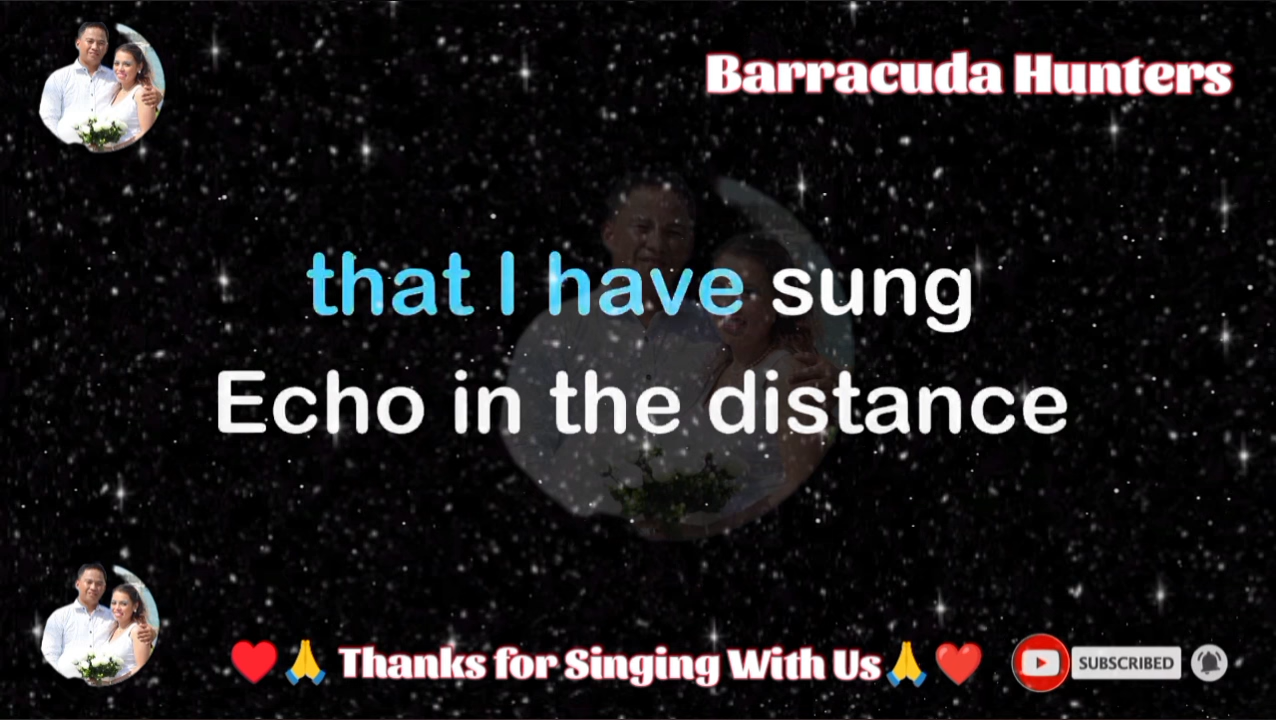 Barracuda Hunters
that I have sung
Echo in the distance
❤️🙏 Thanks for Singing With Us🙏❤️
SUBSCRIBED